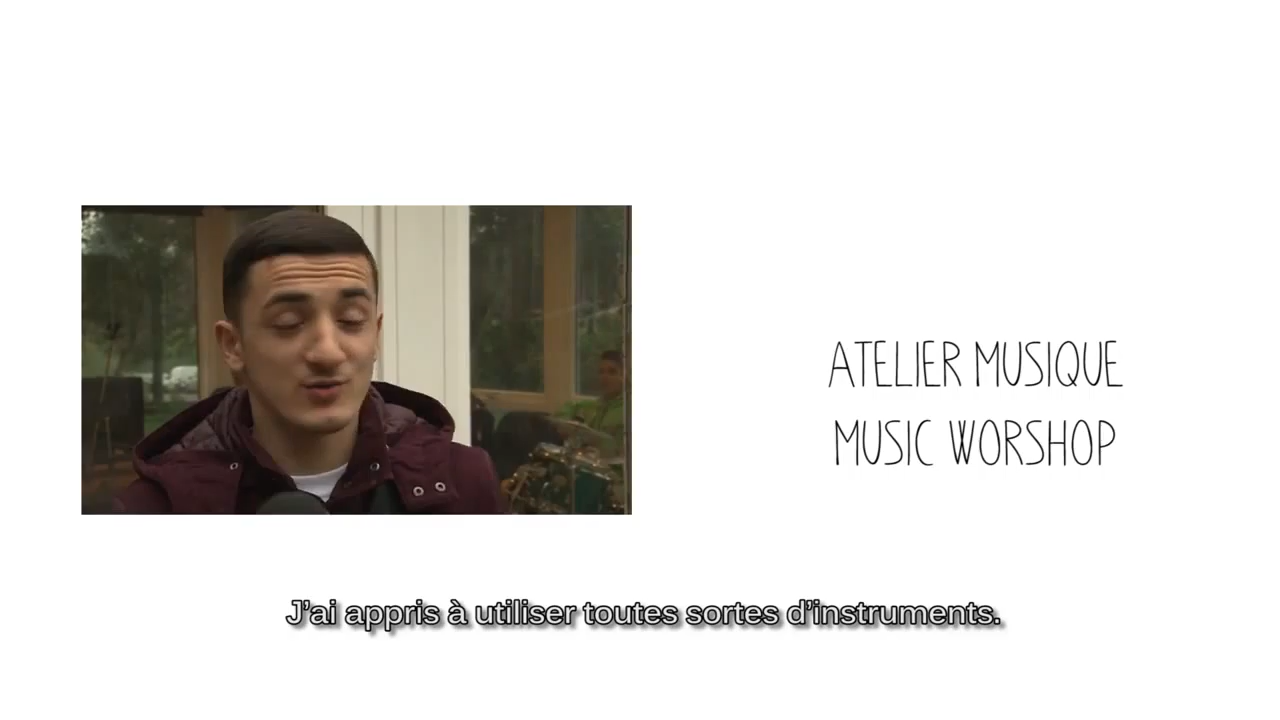 ATELIER MUSIQUE
MUSIC WORSHOP
J'ai appris à utiliser toutes sortes d'instruments.